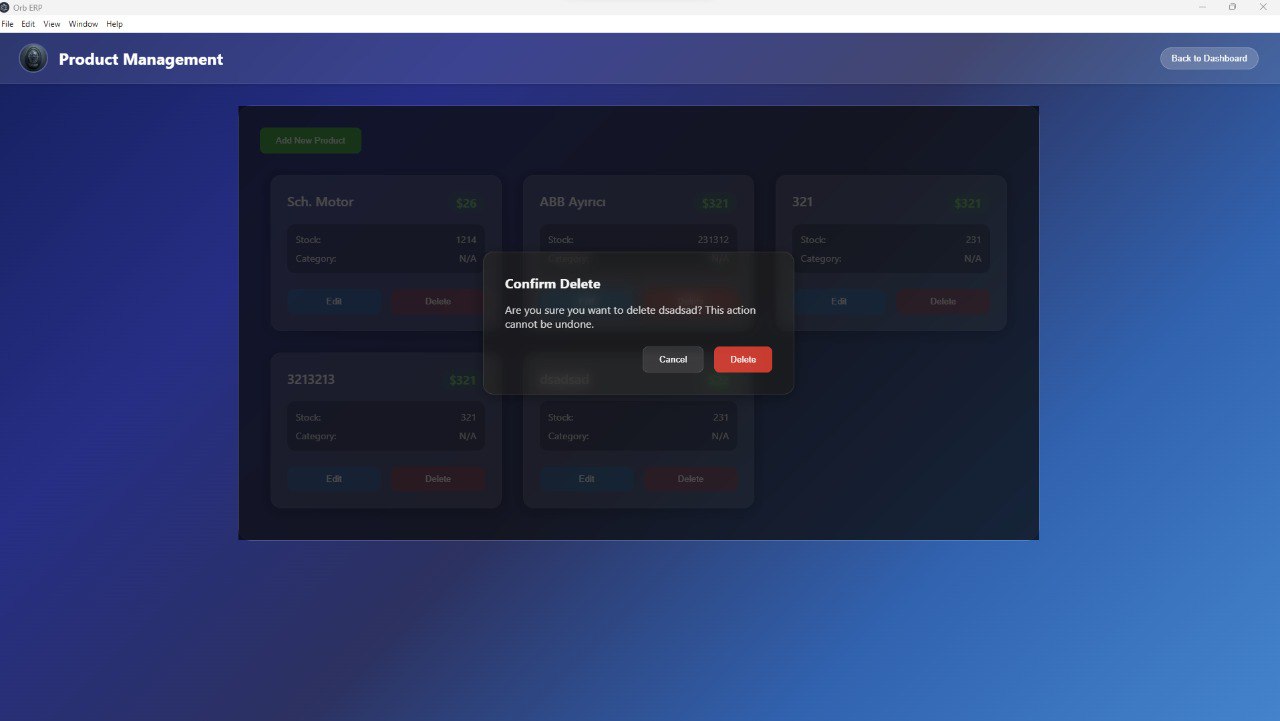 Orb ERP
File Edit View Window Help
Product Management
Back to Dashboard
Add New Product
Sch. Motor $26
Stock: 1214
Category: N/A
Edit Delete
ABB Ayırıcı $321
Stock: 231312
Category: N/A
321 $321
Stock: 231
Category: N/A
Edit Delete
Confirm Delete
Are you sure you want to delete dsadsad? This action
cannot be undone.
Cancel Delete
3213213 $321
Stock: 321
Category: N/A
Edit Delete
dsadsad
Stock: 231
Category: N/A
Edit Delete